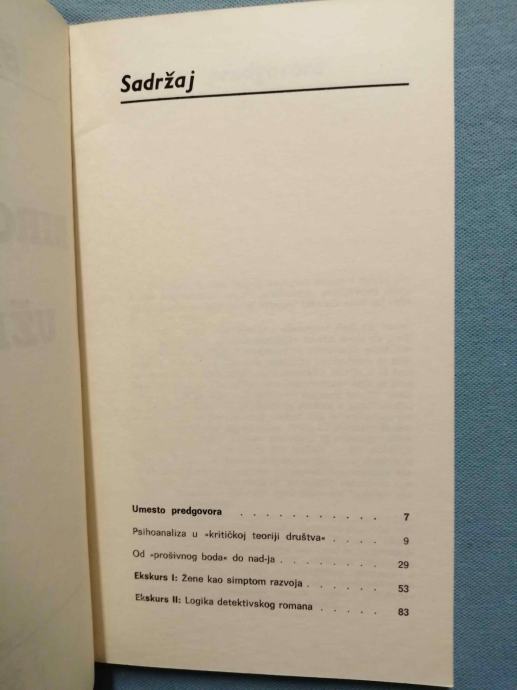 Sadržaj
Umesto predgovora . . . . . . . . . . . 7
Psihoanaliza u »kritičkoj teoriji društva« . . . . 9
Od »prošivnog boda« do nad-ja . . . . . . . . 29
Ekskurs I: Žene kao simptom razvoja . . . . . . 53
Ekskurs II: Logika detektivskog romana . . . . . 83